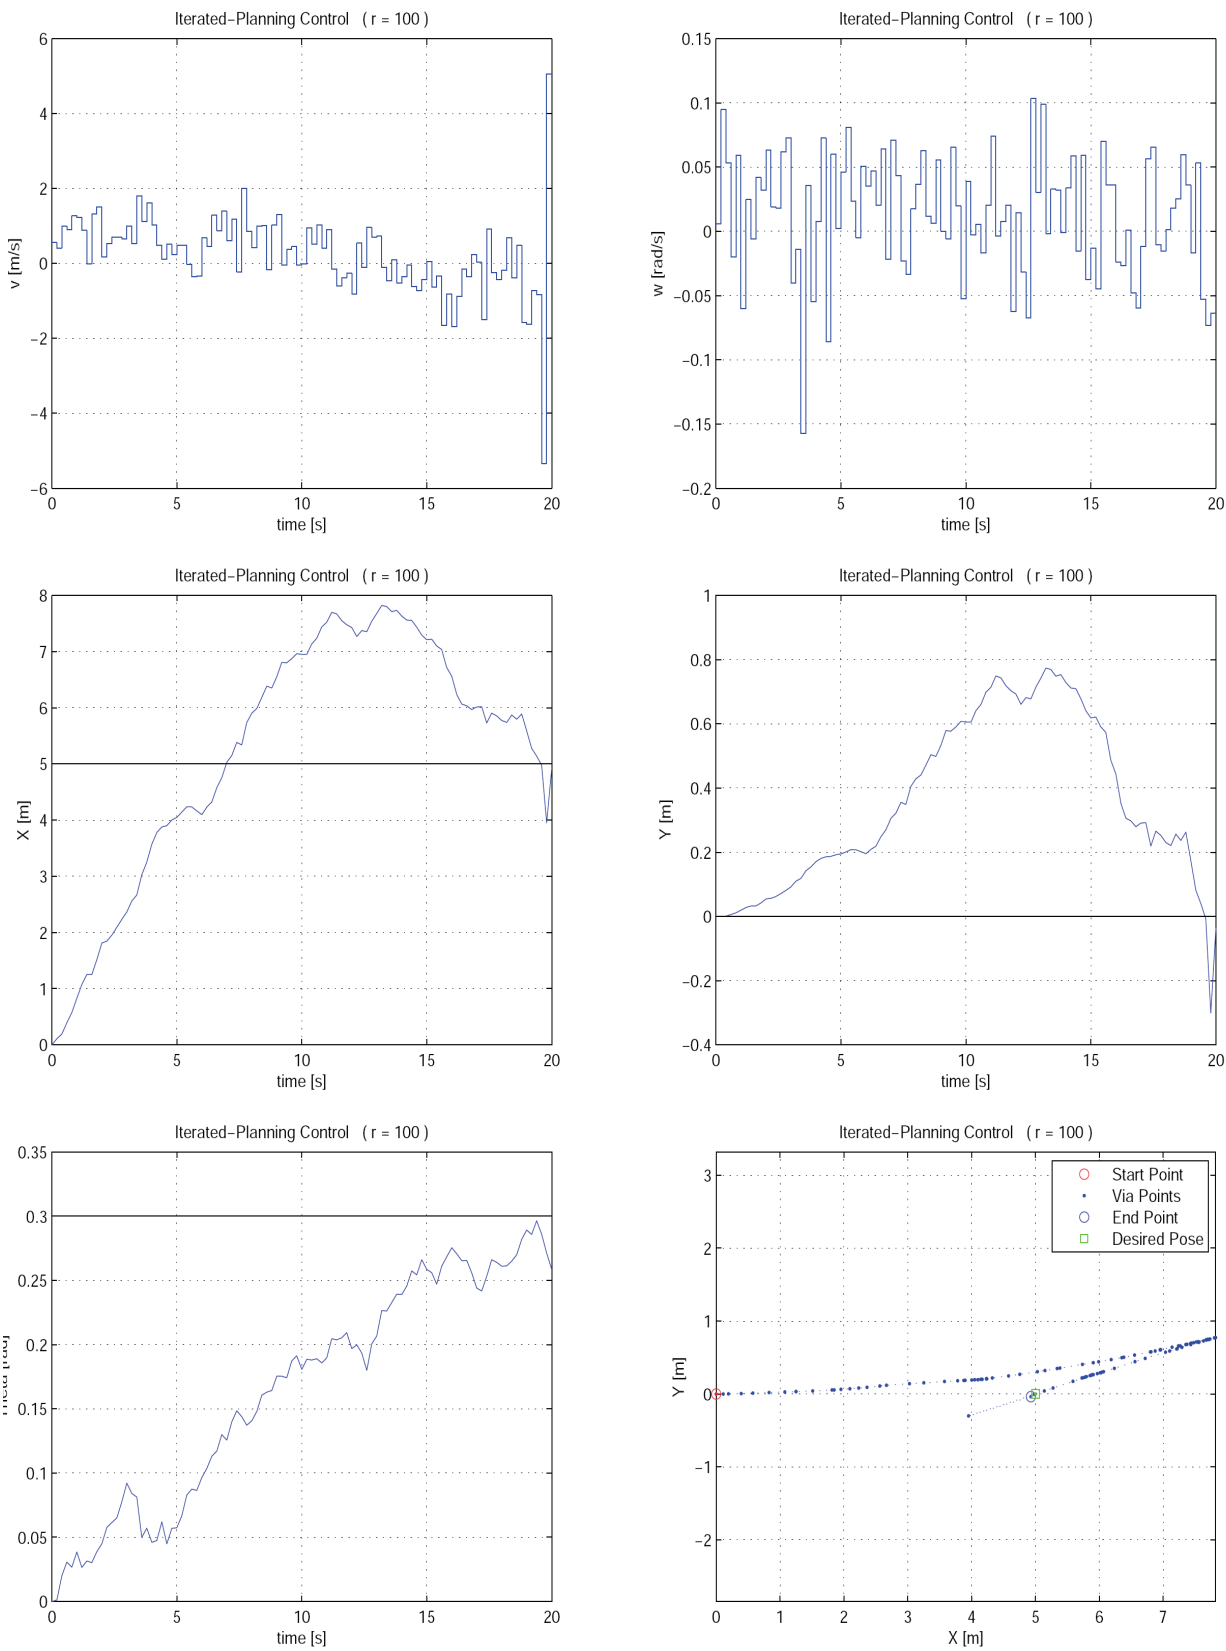 Iterated−Planning Control ( r = 100 )
6
4
2
0
−2
−4
−6
v [m/s]
0 5 10 15 20
time [s]
Iterated−Planning Control ( r = 100 )
0.15
0.1
0.05
0
−0.05
−0.1
−0.15
−0.2
w [rad/s]
0 5 10 15 20
time [s]
Iterated−Planning Control ( r = 100 )
8
7
6
5
4
3
2
1
0
X [m]
0 5 10 15 20
time [s]
Iterated−Planning Control ( r = 100 )
1
0.8
0.6
0.4
0.2
0
−0.2
−0.4
Y [m]
0 5 10 15 20
time [s]
Iterated−Planning Control ( r = 100 )
0.35
0.3
0.25
0.2
0.15
0.1
0.05
0
0 5 10 15 20
time [s]
Iterated−Planning Control ( r = 100 )
Start Point
Via Points
End Point
Desired Pose
3
2
1
0
−1
−2
Y [m]
0 1 2 3 4 5 6 7
X [m]